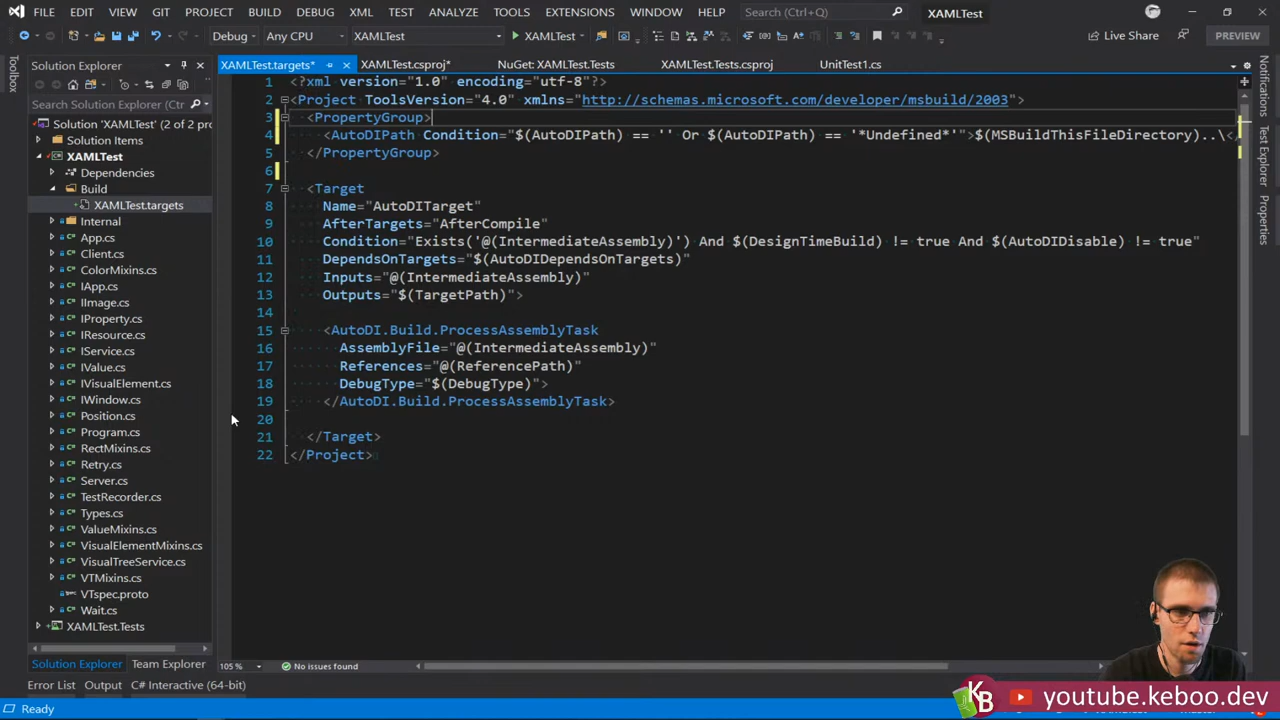 FILE EDIT VIEW GIT PROJECT BUILD DEBUG XML TEST ANALYZE TOOLS EXTENSIONS WINDOW HELP Search (Ctrl+Q) XAMLTest
Debug Any CPU XAMLTest XAMLTest Live Share PREVIEW
Toolbox
Solution Explorer
Search Solution Explorer (Ctrl
Solution 'XAMLTest' (2 of 2 proj
Solution Items
XAMLTest
Dependencies
Build
XAMLTest.targets
Internal
App.cs
Client.cs
ColorMixins.cs
IApp.cs
IImage.cs
IProperty.cs
IResource.cs
IService.cs
IValue.cs
IVisualElement.cs
IWindow.cs
Position.cs
Program.cs
RectMixins.cs
Retry.cs
Server.cs
TestRecorder.cs
Types.cs
ValueMixins.cs
VisualElementMixins.cs
VisualTreeService.cs
VTMixins.cs
VTspec.proto
Wait.cs
XAMLTest.Tests
Solution Explorer Team Explorer
XAMLTest.targets* XAMLTest.csproj* NuGet: XAMLTest.Tests XAMLTest.Tests.csproj UnitTest1.cs
1 <?xml version="1.0" encoding="utf-8"?>
2 <Project ToolsVersion="4.0" xmlns="http://schemas.microsoft.com/developer/msbuild/2003">
3 <PropertyGroup>
4 <AutoDIPath Condition="$(AutoDIPath) == '' Or $(AutoDIPath) == '*Undefined*'">$(MSBuildThisFileDirectory)..\<
5 </PropertyGroup>
6
7 <Target
8 Name="AutoDITarget"
9 AfterTargets="AfterCompile"
10 Condition="Exists('@(IntermediateAssembly)') And $(DesignTimeBuild) != true And $(AutoDIDisable) != true"
11 DependsOnTargets="$(AutoDIDependsOnTargets)"
12 Inputs="@(IntermediateAssembly)"
13 Outputs="$(TargetPath)">
14
15 <AutoDI.Build.ProcessAssemblyTask
16 AssemblyFile="@(IntermediateAssembly)"
17 References="@(ReferencePath)"
18 DebugType="$(DebugType)">
19 </AutoDI.Build.ProcessAssemblyTask>
20
21 </Target>
22 </Project>
Notifications
Test Explorer
Properties
105 % No issues found
Error List Output C# Interactive (64-bit)
Ready
KB youtube.keboo.dev